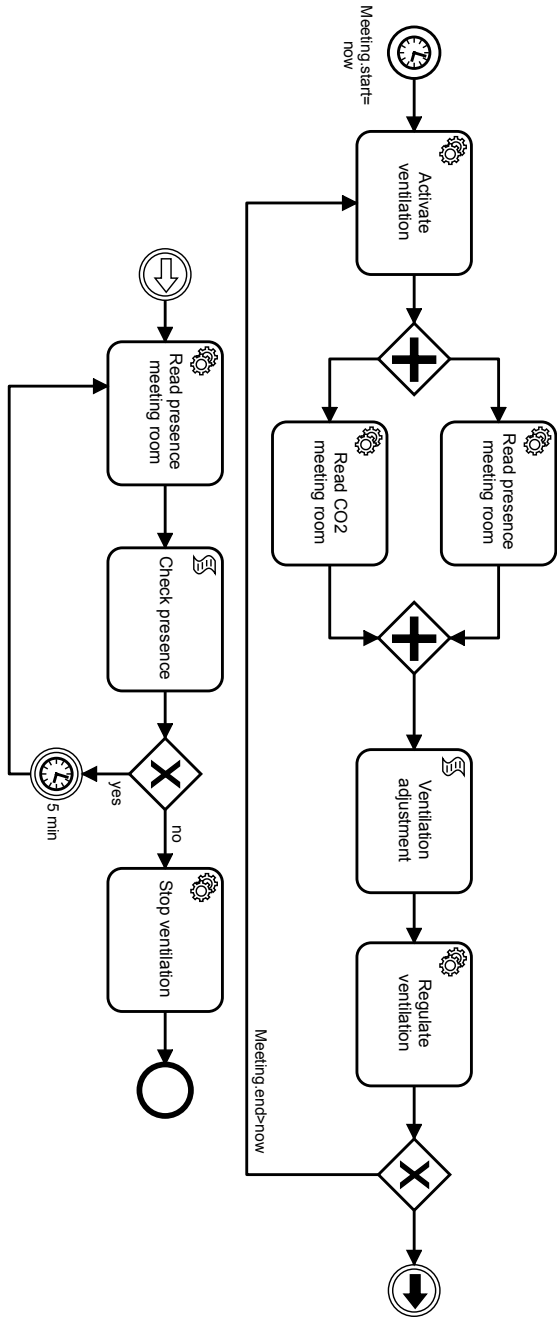 Meeting.start=
now
Activate
ventilation
Read presence
meeting room
Read CO2
meeting room
Ventilation
adjustment
Regulate
ventilation
Meeting.end>now
Read presence
meeting room
Check presence
yes
5 min
no
Stop ventilation